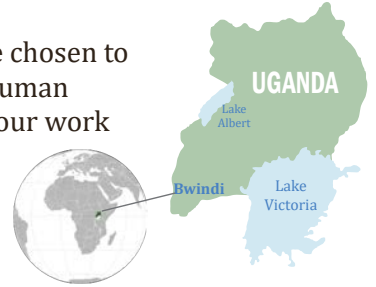 e chosen to
uman
our work
UGANDA
Lake
Albert
Bwindi
Lake
Victoria